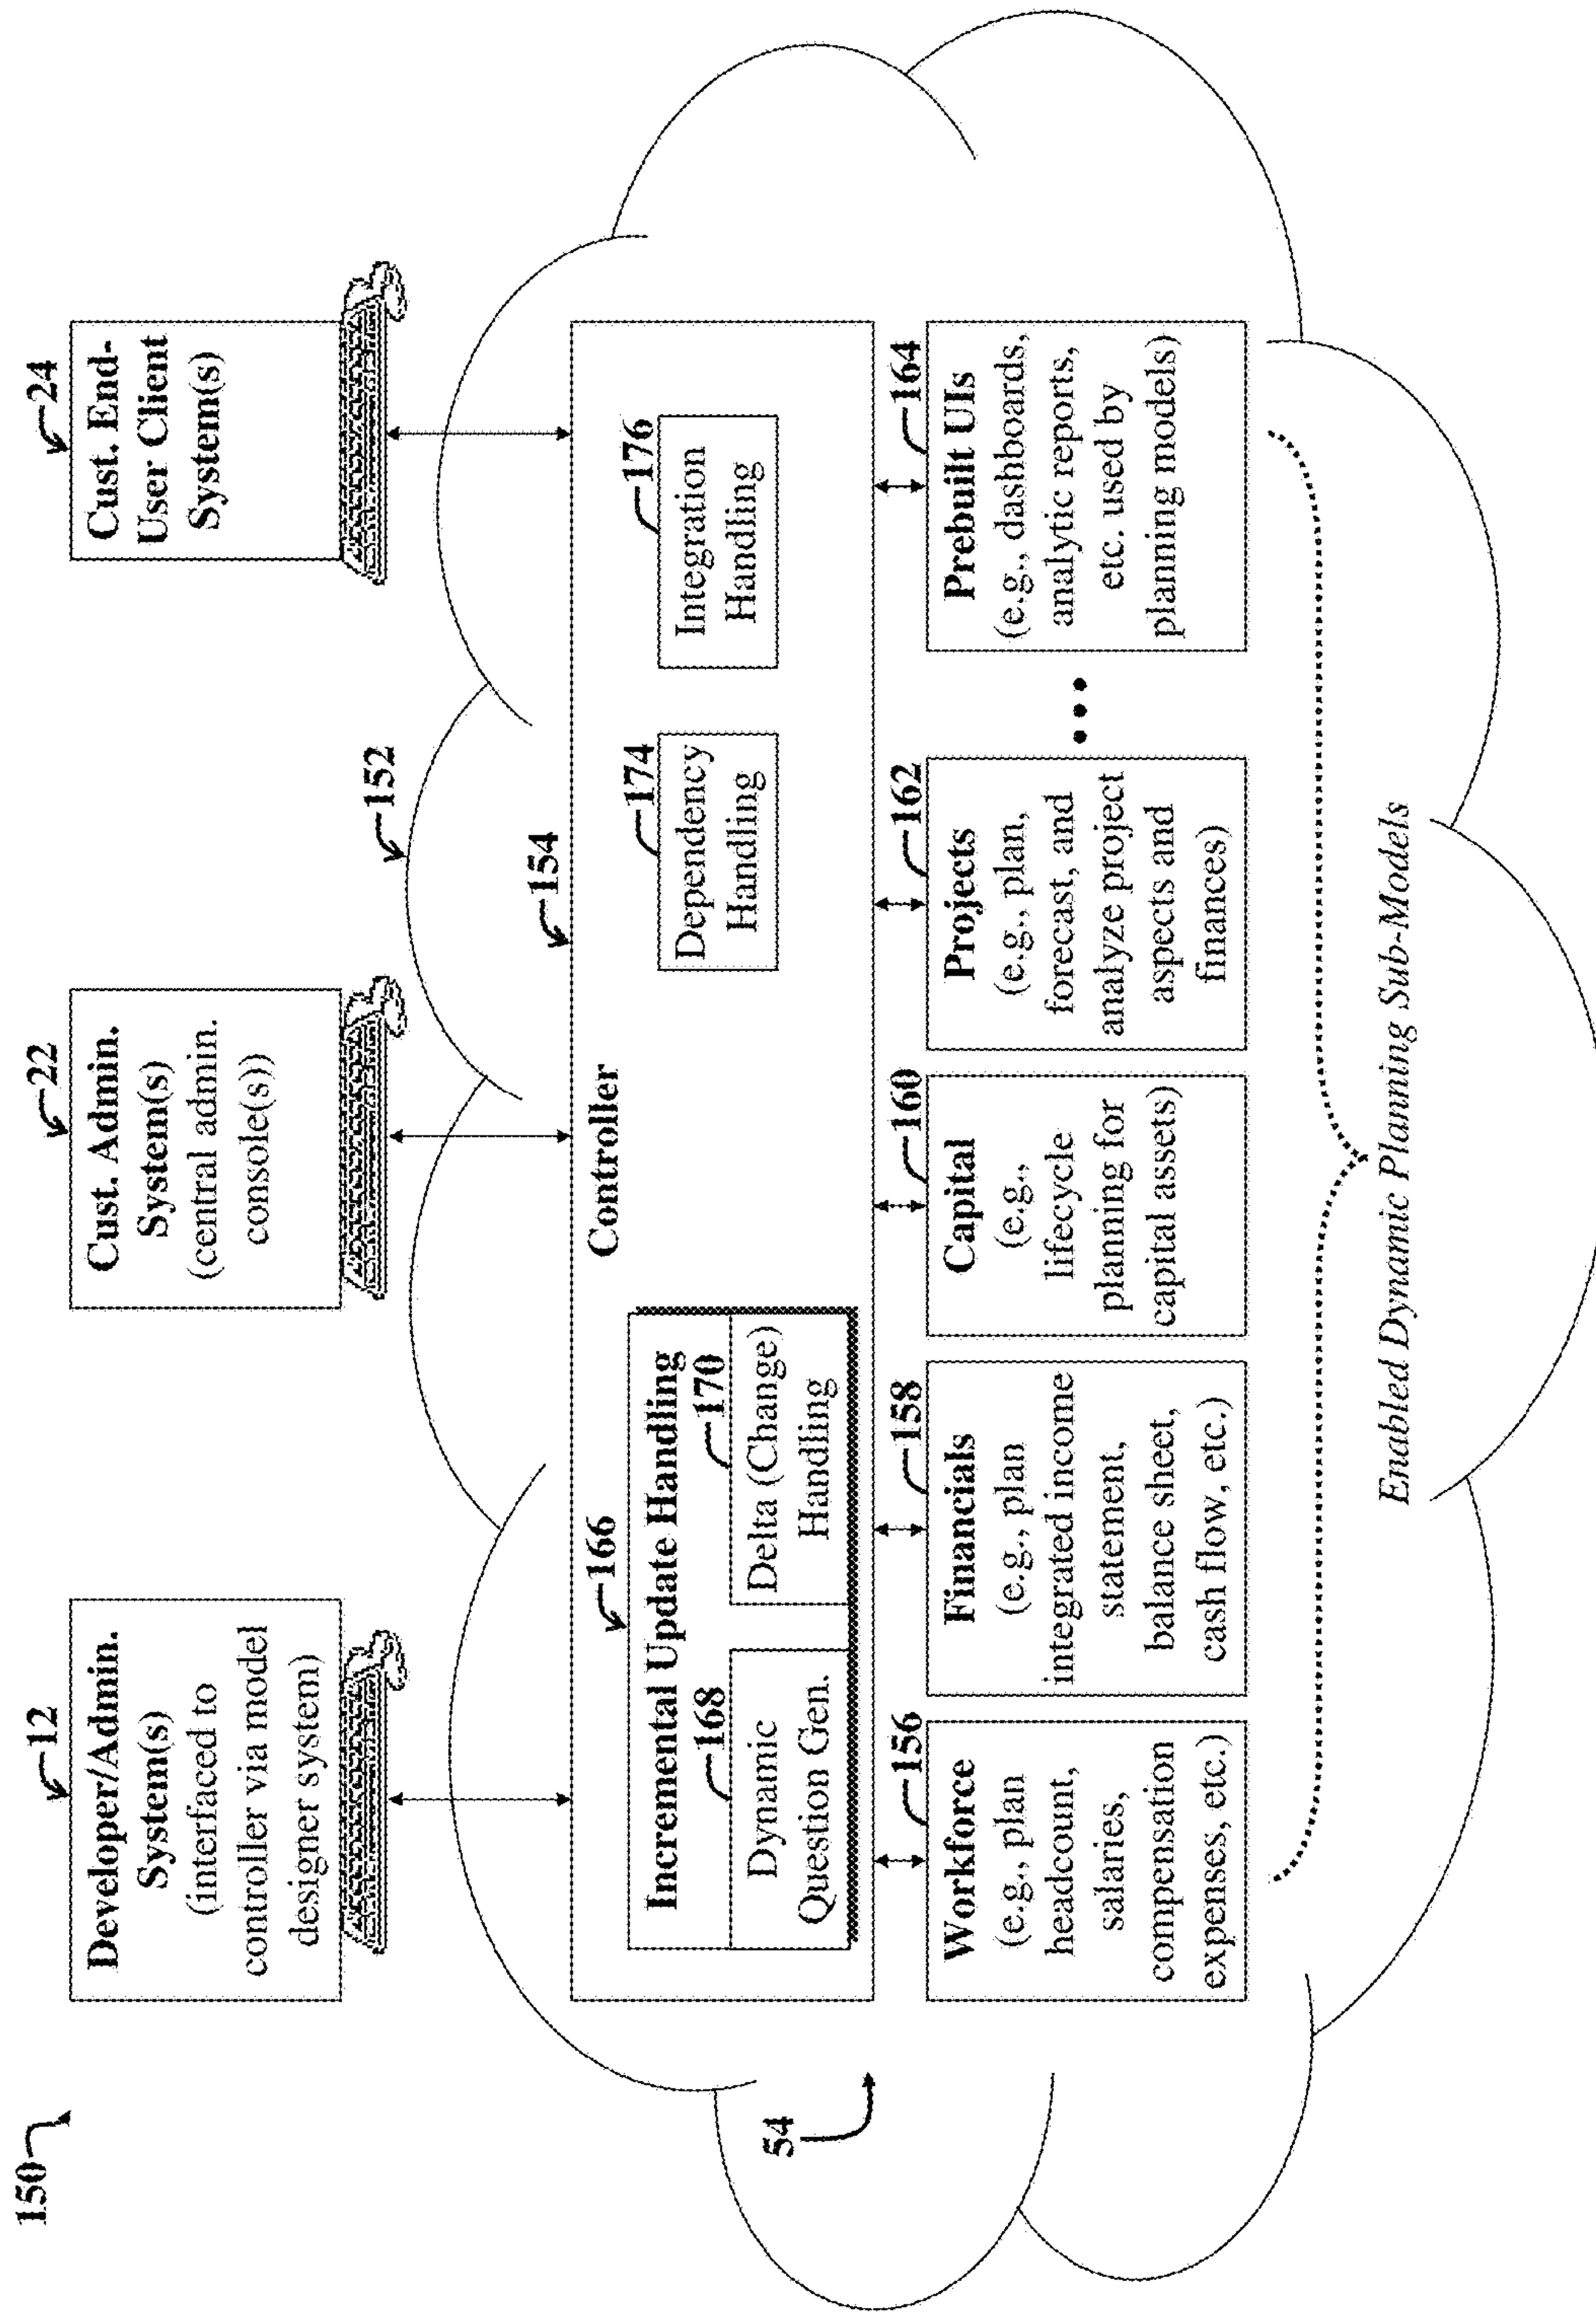 150
12
Developer/Admin.
System(s)
(interfaced to
controller via model
designer system)
22
Cust. Admin.
System(s)
(central admin.
console(s))
24
Cust. End-
User Client
System(s)
152
154
Controller
166
Incremental Update Handling
168
Dynamic
Question Gen.
170
Delta (Change)
Handling
174
Dependency
Handling
176
Integration
Handling
54
156
Workforce
(e.g., plan
headcount,
salaries,
compensation
expenses, etc.)
158
Financials
(e.g., plan
integrated income
statement,
balance sheet,
cash flow, etc.)
160
Capital
(e.g.,
lifecycle
planning for
capital assets)
162
Projects
(e.g., plan,
forecast, and
analyze project
aspects and
finances)
•••
164
Prebuilt UIs
(e.g., dashboards,
analytic reports,
etc. used by
planning models)
Enabled Dynamic Planning Sub-Models